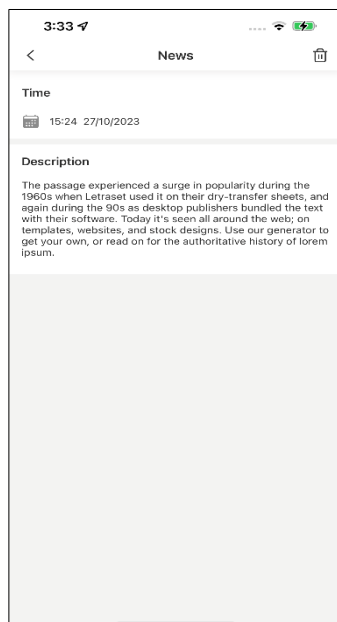 3:33
News
Time
15:24 27/10/2023
Description
The passage experienced a surge in popularity during the
1960s when Letraset used it on their dry-transfer sheets, and
again during the 90s as desktop publishers bundled the text
with their software. Today it's seen all around the web; on
templates, websites, and stock designs. Use our generator to
get your own, or read on for the authoritative history of lorem
ipsum.